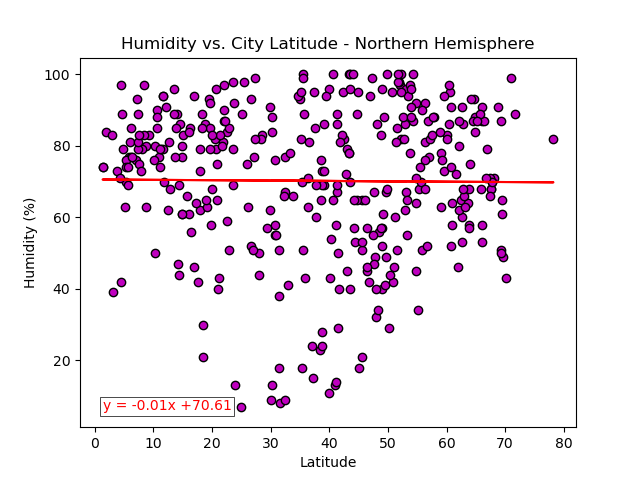 Humidity vs. City Latitude - Northern Hemisphere
100
80
60
40
20
Humidity (%)
y = -0.01x +70.61
0 10 20 30 40 50 60 70 80
Latitude